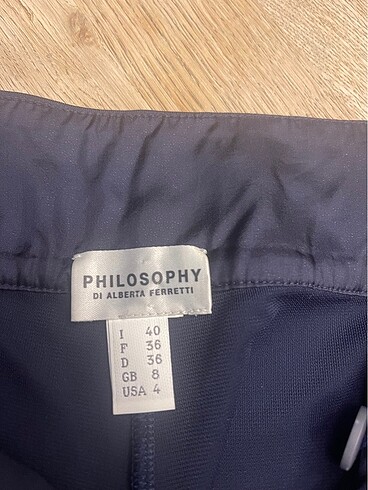 PHILOSOPHY
DI ALBERTA FERRETTI
I 40
F 36
D 36
GB 8
USA 4